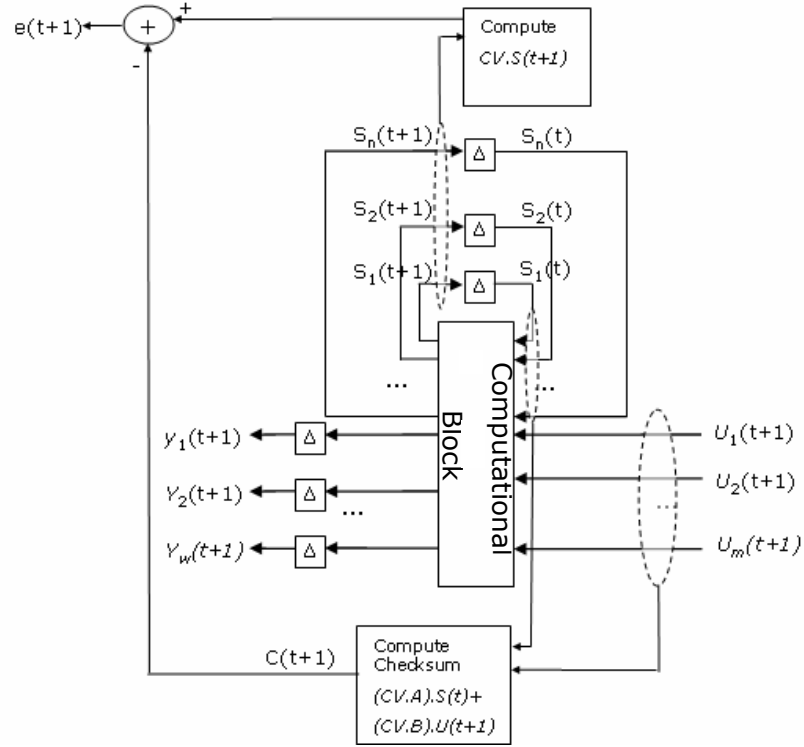 e(t+1)
+
+
-
Compute
CV.S(t+1)
Sn(t+1)
Δ
Sn(t)
S2(t+1)
Δ
S2(t)
S1(t+1)
Δ
S1(t)
...
Computational
Block
...
y1(t+1)
Δ
U1(t+1)
Y2(t+1)
Δ
...
U2(t+1)
...
Yw(t+1)
Δ
Um(t+1)
C(t+1)
Compute
Checksum
(CV.A).S(t)+
(CV.B).U(t+1)